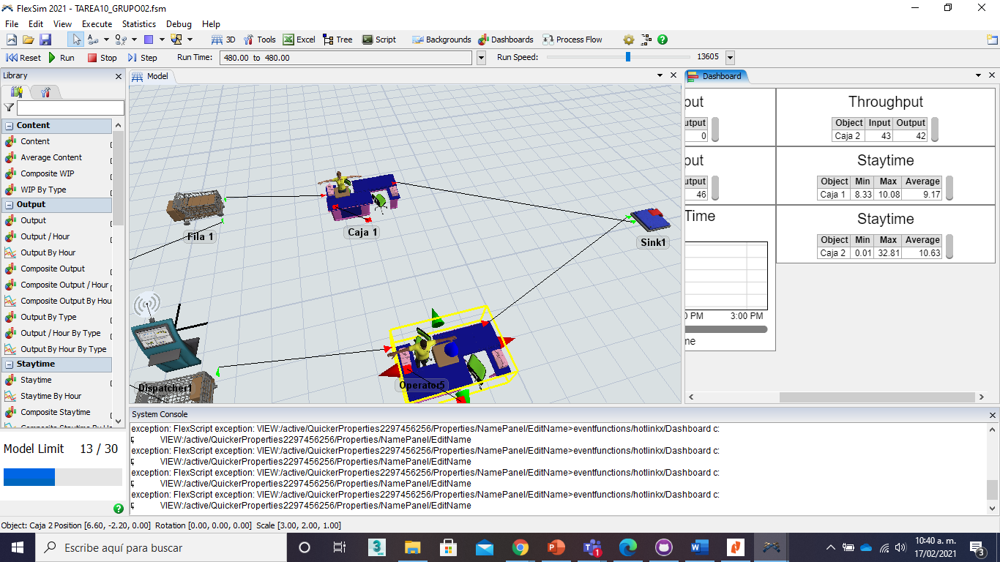 FlexSim 2021 - TAREA10_GRUPO02.fsm
File Edit View Execute Statistics Debug Help
3D Tools Excel Tree Script Backgrounds Dashboards Process Flow
Reset Run Stop Step Run Time: 480.00 to 480.00 Run Speed: 13605
Library
Content
Content
Average Content
Composite WIP
WIP By Type
Output
Output
Output / Hour
Output By Hour
Composite Output
Composite Output / Hour
Composite Output By Hou
Output By Type
Output / Hour By Type
Output By Hour By Type
Staytime
Staytime
Staytime By Hour
Composite Staytime
Composite Staytime By Ho
Model Limit 13 / 30
Model
Fila 1
Caja 1
Sink1
Dispatcher1
Operator5
Dashboard
put
utput
0
put
utput
46
Time
0 PM 3:00 PM
me
Throughput
Object Input Output
Caja 2 43 42
Staytime
Object Min Max Average
Caja 1 8.33 10.08 9.17
Staytime
Object Min Max Average
Caja 2 0.01 32.81 10.63
System Console
exception: FlexScript exception: VIEW:/active/QuickerProperties2297456256/Properties/NamePanel/EditName>eventfunctions/hotlinkx/Dashboard c:
VIEW:/active/QuickerProperties2297456256/Properties/NamePanel/EditName
exception: FlexScript exception: VIEW:/active/QuickerProperties2297456256/Properties/NamePanel/EditName>eventfunctions/hotlinkx/Dashboard c:
VIEW:/active/QuickerProperties2297456256/Properties/NamePanel/EditName
exception: FlexScript exception: VIEW:/active/QuickerProperties2297456256/Properties/NamePanel/EditName>eventfunctions/hotlinkx/Dashboard c:
VIEW:/active/QuickerProperties2297456256/Properties/NamePanel/EditName
exception: FlexScript exception: VIEW:/active/QuickerProperties2297456256/Properties/NamePanel/EditName>eventfunctions/hotlinkx/Dashboard c:
VIEW:/active/QuickerProperties2297456256/Properties/NamePanel/EditName
Object: Caja 2 Position [6.60, -2.20, 0.00] Rotation [0.00, 0.00, 0.00] Scale [3.00, 2.00, 1.00]
Escribe aquí para buscar
10:40 a. m.
17/02/2021
3